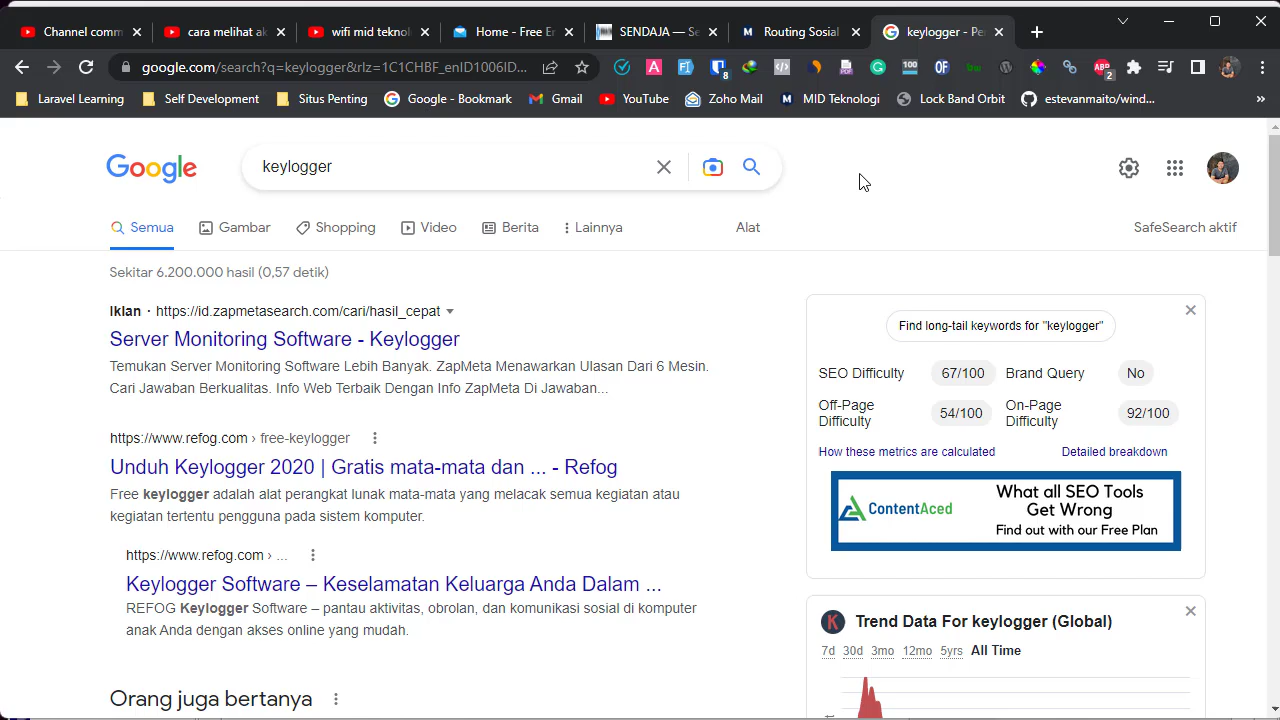 Channel comm
cara melihat ak
wifi mid teknol
Home - Free Er
SENDAJA — Se
Routing Sosial
keylogger - Pe
google.com/search?q=keylogger&rlz=1C1CHBF_enID1006ID...
8
100
OF
ABP
2
Laravel Learning
Self Development
Situs Penting
Google - Bookmark
Gmail
YouTube
Zoho Mail
MID Teknologi
Lock Band Orbit
estevanmaito/wind...
»
Google
keylogger
Semua
Gambar
Shopping
Video
Berita
Lainnya
Alat
SafeSearch aktif
Sekitar 6.200.000 hasil (0,57 detik)
Iklan · https://id.zapmetasearch.com/cari/hasil_cepat
Server Monitoring Software - Keylogger
Temukan Server Monitoring Software Lebih Banyak. ZapMeta Menawarkan Ulasan Dari 6 Mesin.
Cari Jawaban Berkualitas. Info Web Terbaik Dengan Info ZapMeta Di Jawaban...
https://www.refog.com › free-keylogger
Unduh Keylogger 2020 | Gratis mata-mata dan ... - Refog
Free keylogger adalah alat perangkat lunak mata-mata yang melacak semua kegiatan atau
kegiatan tertentu pengguna pada sistem komputer.
https://www.refog.com › ...
Keylogger Software – Keselamatan Keluarga Anda Dalam ...
REFOG Keylogger Software – pantau aktivitas, obrolan, dan komunikasi sosial di komputer
anak Anda dengan akses online yang mudah.
Orang juga bertanya
Find long-tail keywords for "keylogger"
SEO Difficulty 67/100 Brand Query No
Off-Page Difficulty 54/100 On-Page Difficulty 92/100
How these metrics are calculated
Detailed breakdown
ContentAced
What all SEO Tools
Get Wrong
Find out with our Free Plan
K
Trend Data For keylogger (Global)
7d 30d 3mo 12mo 5yrs All Time